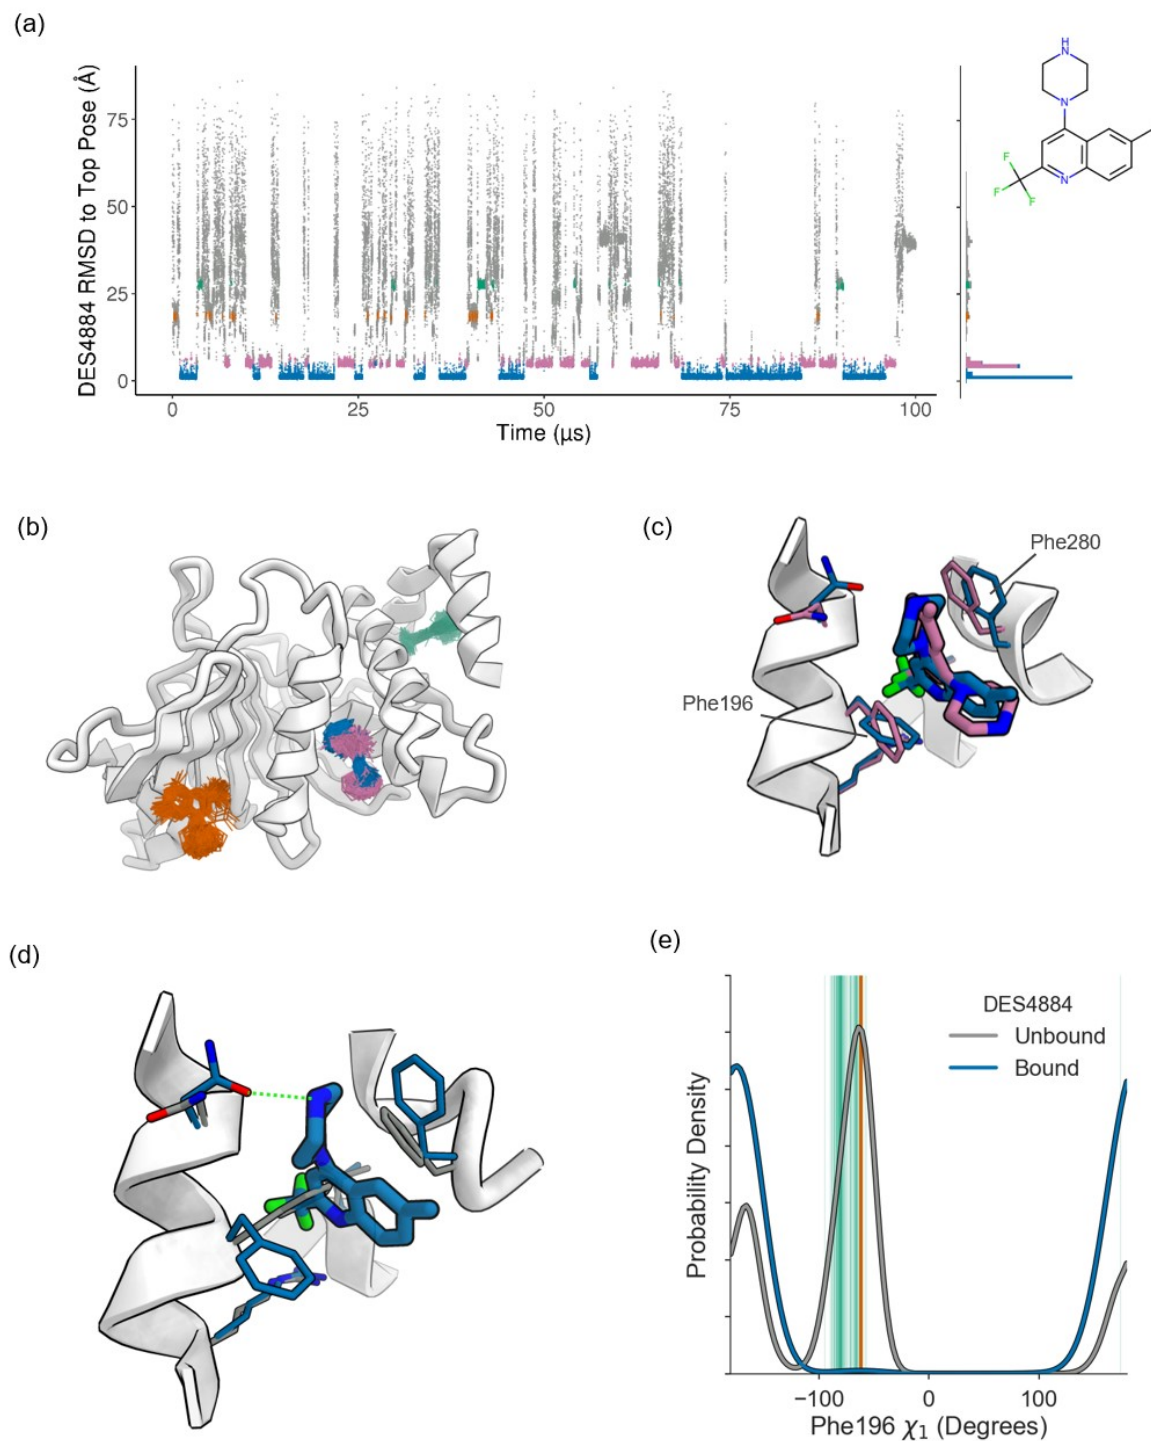 (a)
DES4884 RMSD to Top Pose (Å)
75
50
25
0
0 25 50 75 100
Time (µs)
H
N
N
N
F
F
F
(b)
(c)
Phe280
Phe196
(d)
(e)
DES4884
Unbound
Bound
Probability Density
−100 0 100
Phe196 χ1 (Degrees)